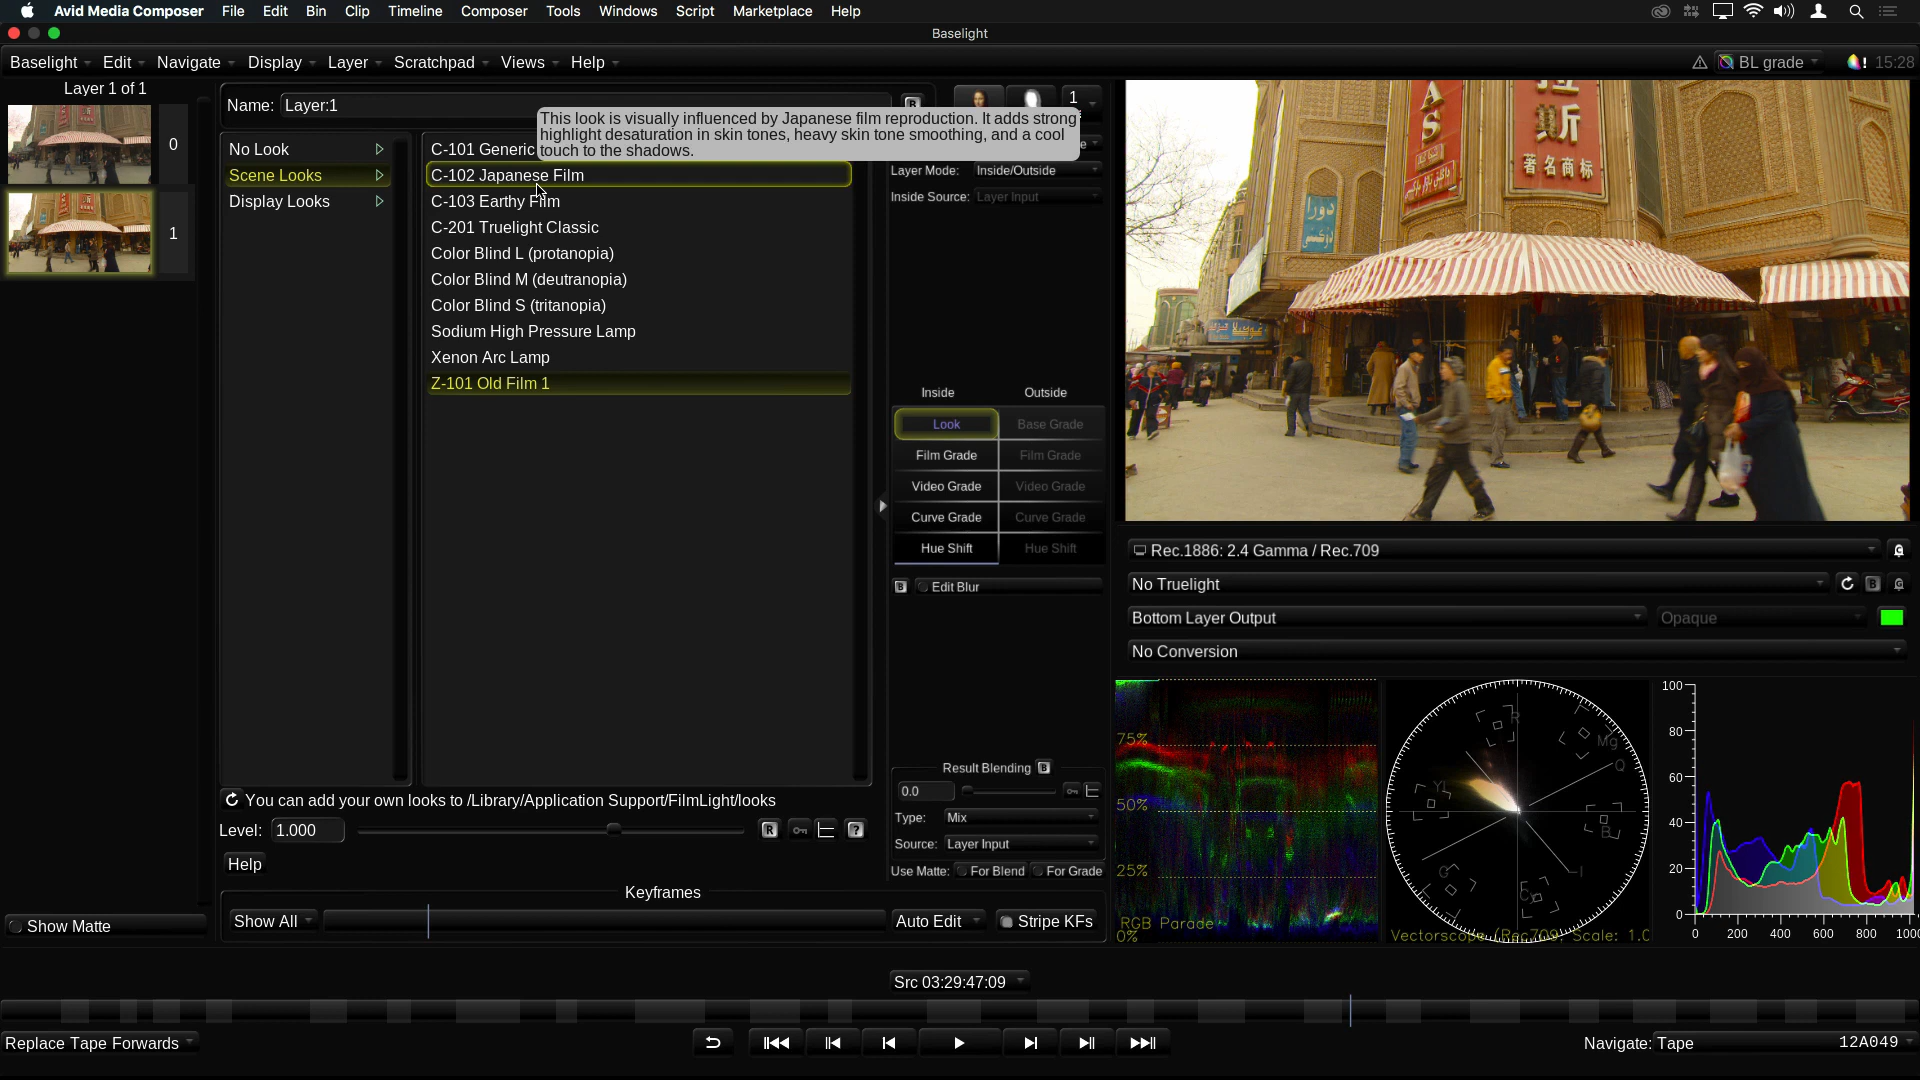 Avid Media Composer File Edit Bin Clip Timeline Composer Tools Windows Script Marketplace Help
Baselight
Baselight Edit Navigate Display Layer Scratchpad Views Help BL grade 15:28
Layer 1 of 1
0
1
Name: Layer:1
1
This look is visually influenced by Japanese film reproduction. It adds strong
highlight desaturation in skin tones, heavy skin tone smoothing, and a cool
touch to the shadows.
No Look
Scene Looks
Display Looks
C-101 Generic
C-102 Japanese Film
C-103 Earthy Film
C-201 Truelight Classic
Color Blind L (protanopia)
Color Blind M (deutranopia)
Color Blind S (tritanopia)
Sodium High Pressure Lamp
Xenon Arc Lamp
Z-101 Old Film 1
Layer Mode: Inside/Outside
Inside Source: Layer Input
Inside Outside
Look Base Grade
Film Grade Film Grade
Video Grade Video Grade
Curve Grade Curve Grade
Hue Shift Hue Shift
B Edit Blur
Result Blending B
0.0
Type: Mix
Source: Layer Input
Use Matte: For Blend For Grade
You can add your own looks to /Library/Application Support/FilmLight/looks
Level: 1.000 R ?
Help
Keyframes
Show All Auto Edit Stripe KFs
Show Matte
斯
著名商标
AS
Rec.1886: 2.4 Gamma / Rec.709
No Truelight B
Bottom Layer Output Opaque
No Conversion
75%
50%
25%
0%
RGB Parade
R
Mg
Q
YL
B
G
Cy
-I
Vectorscope (Rec709, Scale: 1.0
100
80
60
40
20
0
0 200 400 600 800 1000
Src 03:29:47:09
Replace Tape Forwards
Navigate: Tape 12A049